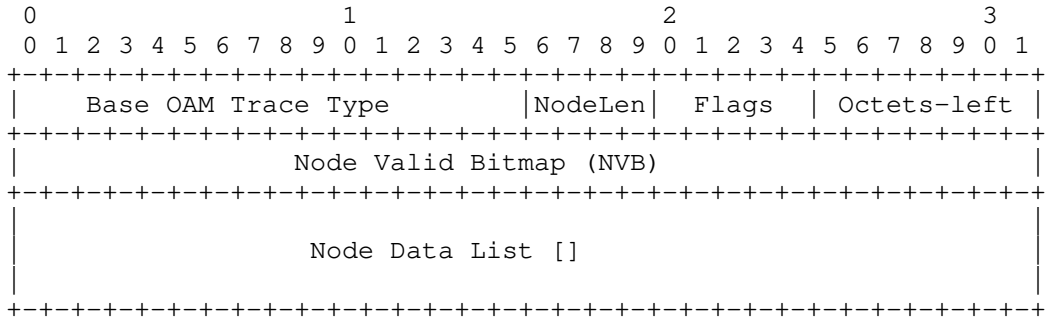 0                   1                   2                   3
 0 1 2 3 4 5 6 7 8 9 0 1 2 3 4 5 6 7 8 9 0 1 2 3 4 5 6 7 8 9 0 1
+-+-+-+-+-+-+-+-+-+-+-+-+-+-+-+-+-+-+-+-+-+-+-+-+-+-+-+-+-+-+-+-+
|    Base OAM Trace Type        |NodeLen|  Flags  | Octets-left |
+-+-+-+-+-+-+-+-+-+-+-+-+-+-+-+-+-+-+-+-+-+-+-+-+-+-+-+-+-+-+-+-+
|                 Node Valid Bitmap (NVB)                       |
+-+-+-+-+-+-+-+-+-+-+-+-+-+-+-+-+-+-+-+-+-+-+-+-+-+-+-+-+-+-+-+-+
|                                                               |
|                  Node Data List []                            |
|                                                               |
+-+-+-+-+-+-+-+-+-+-+-+-+-+-+-+-+-+-+-+-+-+-+-+-+-+-+-+-+-+-+-+-+